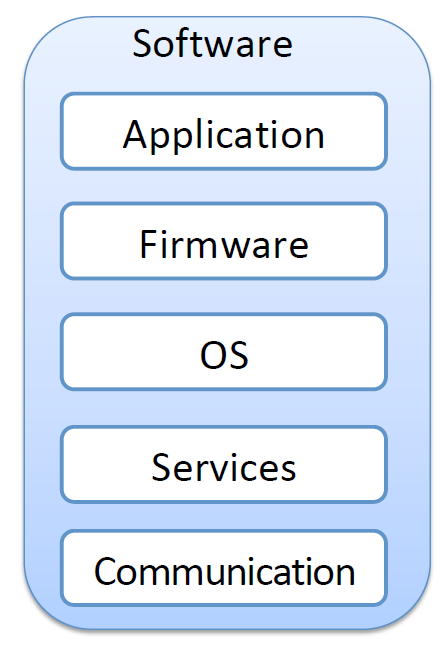 Software
Application
Firmware
OS
Services
Communication